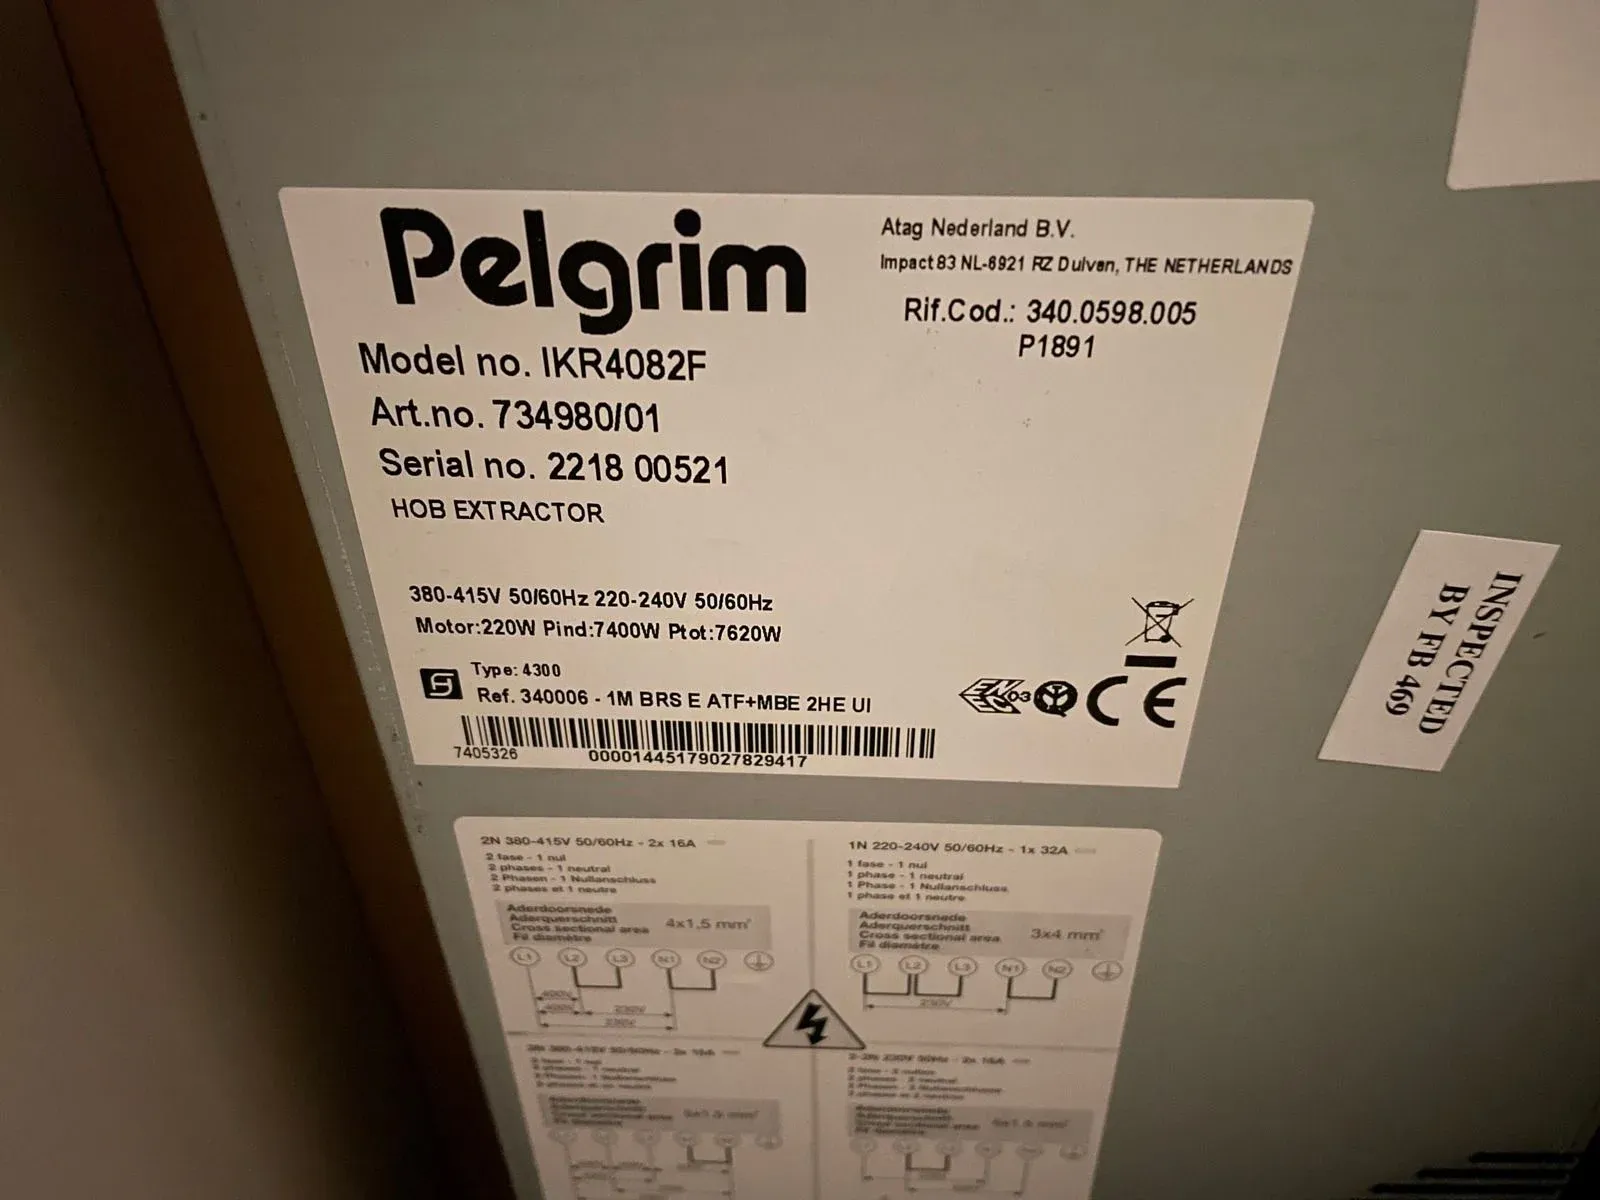 Pelgrim
Atag Nederland B.V.
Impact 83 NL-6921 RZ Duiven, THE NETHERLANDS
Rif.Cod.: 340.0598.005
P1891
Model no. IKR4082F
Art.no. 734980/01
Serial no. 2218 00521
HOB EXTRACTOR
380-415V 50/60Hz 220-240V 50/60Hz
Motor:220W Pind:7400W Ptot:7620W
Type: 4300
Ref. 340006 - 1M BRS E ATF+MBE 2HE UI
03
CE
7405326
00001445179027829417
INSPECTED
BY FB 469
2N 380-415V 50/60Hz - 2x 16A
2 fase - 1 nul
2 phases - 1 neutral
2 Phasen - 1 Nullanschluss
2 phases et 1 neutre
Aderdoorsnede
Aderquerschnitt
Cross sectional area
Fil diamètre
4x1,5 mm²
L1 L2 L3 N1 N2
400V
400V 230V
230V
1N 220-240V 50/60Hz - 1x 32A
1 fase - 1 nul
1 phase - 1 neutral
1 Phase - 1 Nullanschluss
1 phase et 1 neutre
Aderdoorsnede
Aderquerschnitt
Cross sectional area
Fil diamètre
3x4 mm²
L1 L2 L3 N1 N2
230V